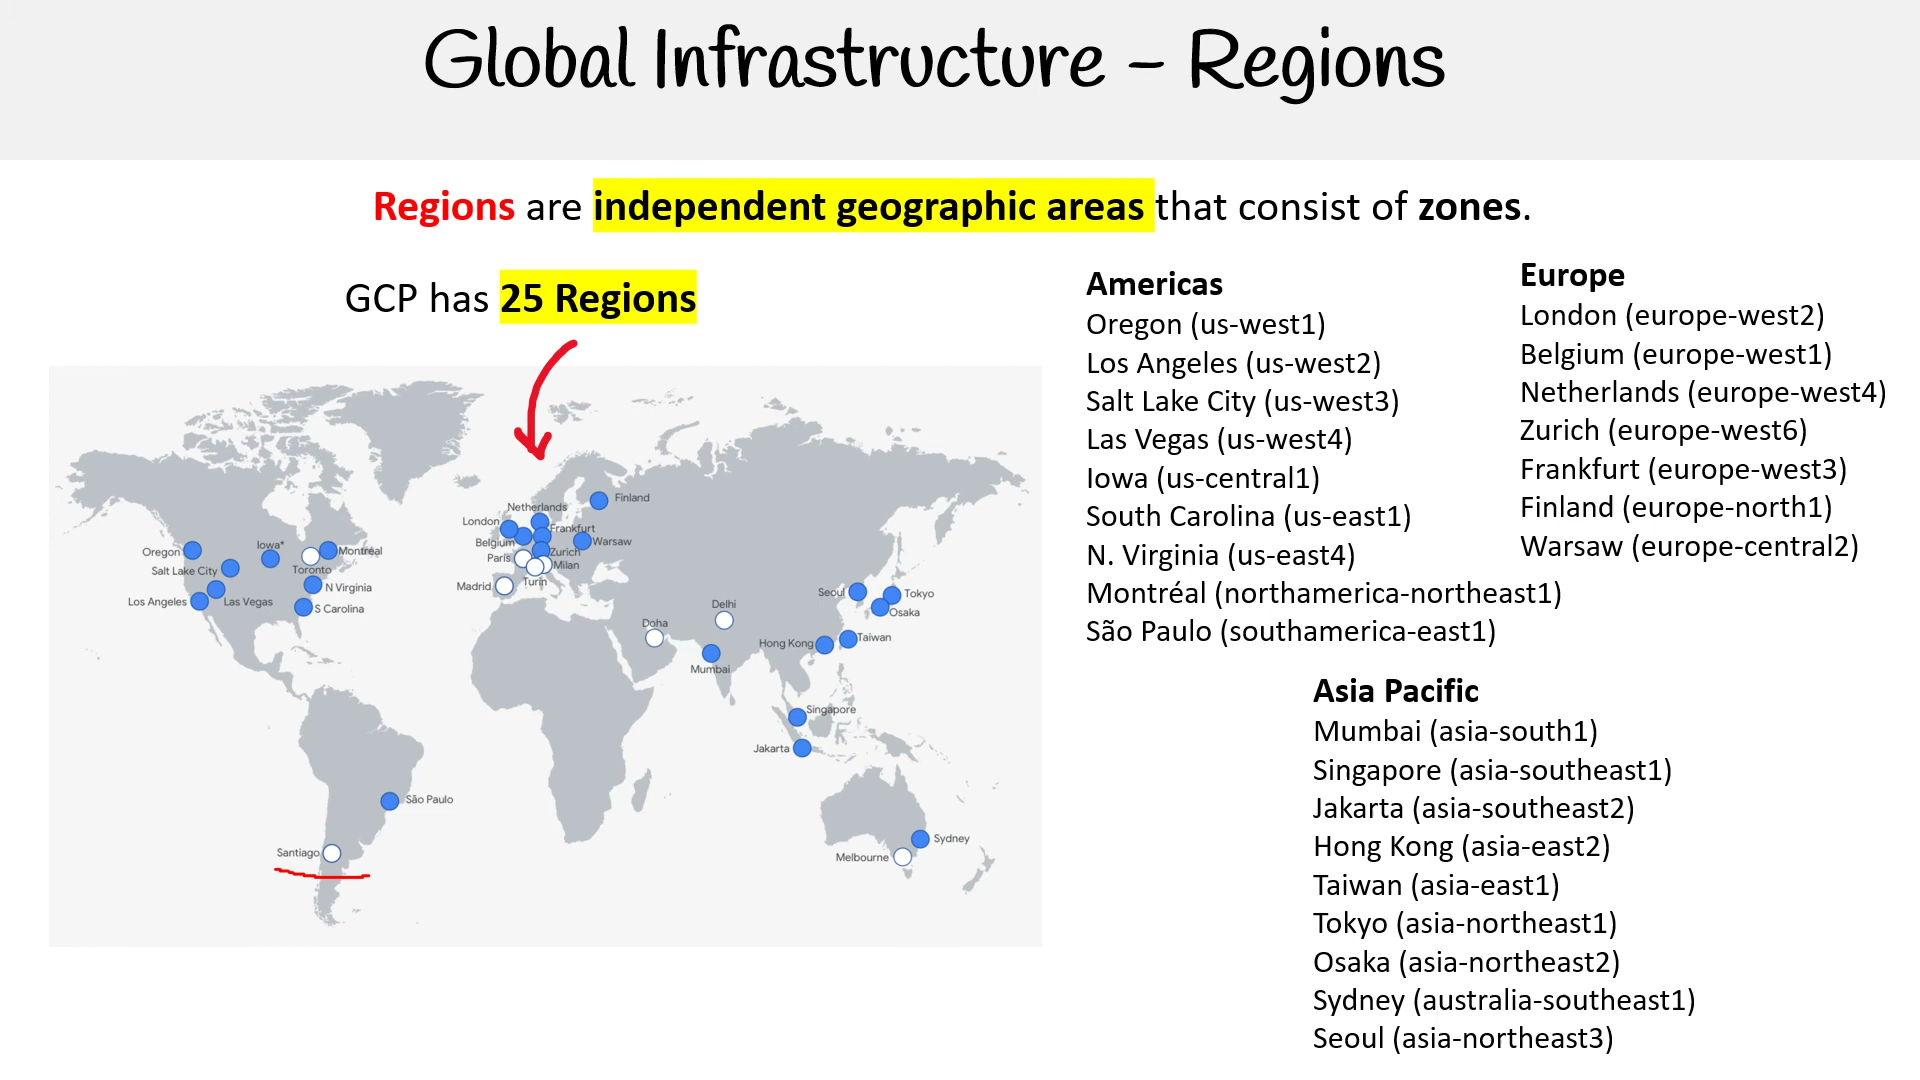 Global Infrastructure – Regions
Regions are independent geographic areas that consist of zones.
GCP has 25 Regions
Americas
Oregon (us-west1)
Los Angeles (us-west2)
Salt Lake City (us-west3)
Las Vegas (us-west4)
Iowa (us-central1)
South Carolina (us-east1)
N. Virginia (us-east4)
Montréal (northamerica-northeast1)
São Paulo (southamerica-east1)
Europe
London (europe-west2)
Belgium (europe-west1)
Netherlands (europe-west4)
Zurich (europe-west6)
Frankfurt (europe-west3)
Finland (europe-north1)
Warsaw (europe-central2)
Asia Pacific
Mumbai (asia-south1)
Singapore (asia-southeast1)
Jakarta (asia-southeast2)
Hong Kong (asia-east2)
Taiwan (asia-east1)
Tokyo (asia-northeast1)
Osaka (asia-northeast2)
Sydney (australia-southeast1)
Seoul (asia-northeast3)
Oregon
Salt Lake City
Los Angeles
Las Vegas
Iowa*
Toronto
Montréal
N Virginia
S Carolina
São Paulo
Santiago
Finland
Netherlands
London
Frankfurt
Belgium
Warsaw
Paris
Zurich
Milan
Turin
Madrid
Doha
Delhi
Mumbai
Seoul
Tokyo
Osaka
Hong Kong
Taiwan
Singapore
Jakarta
Sydney
Melbourne